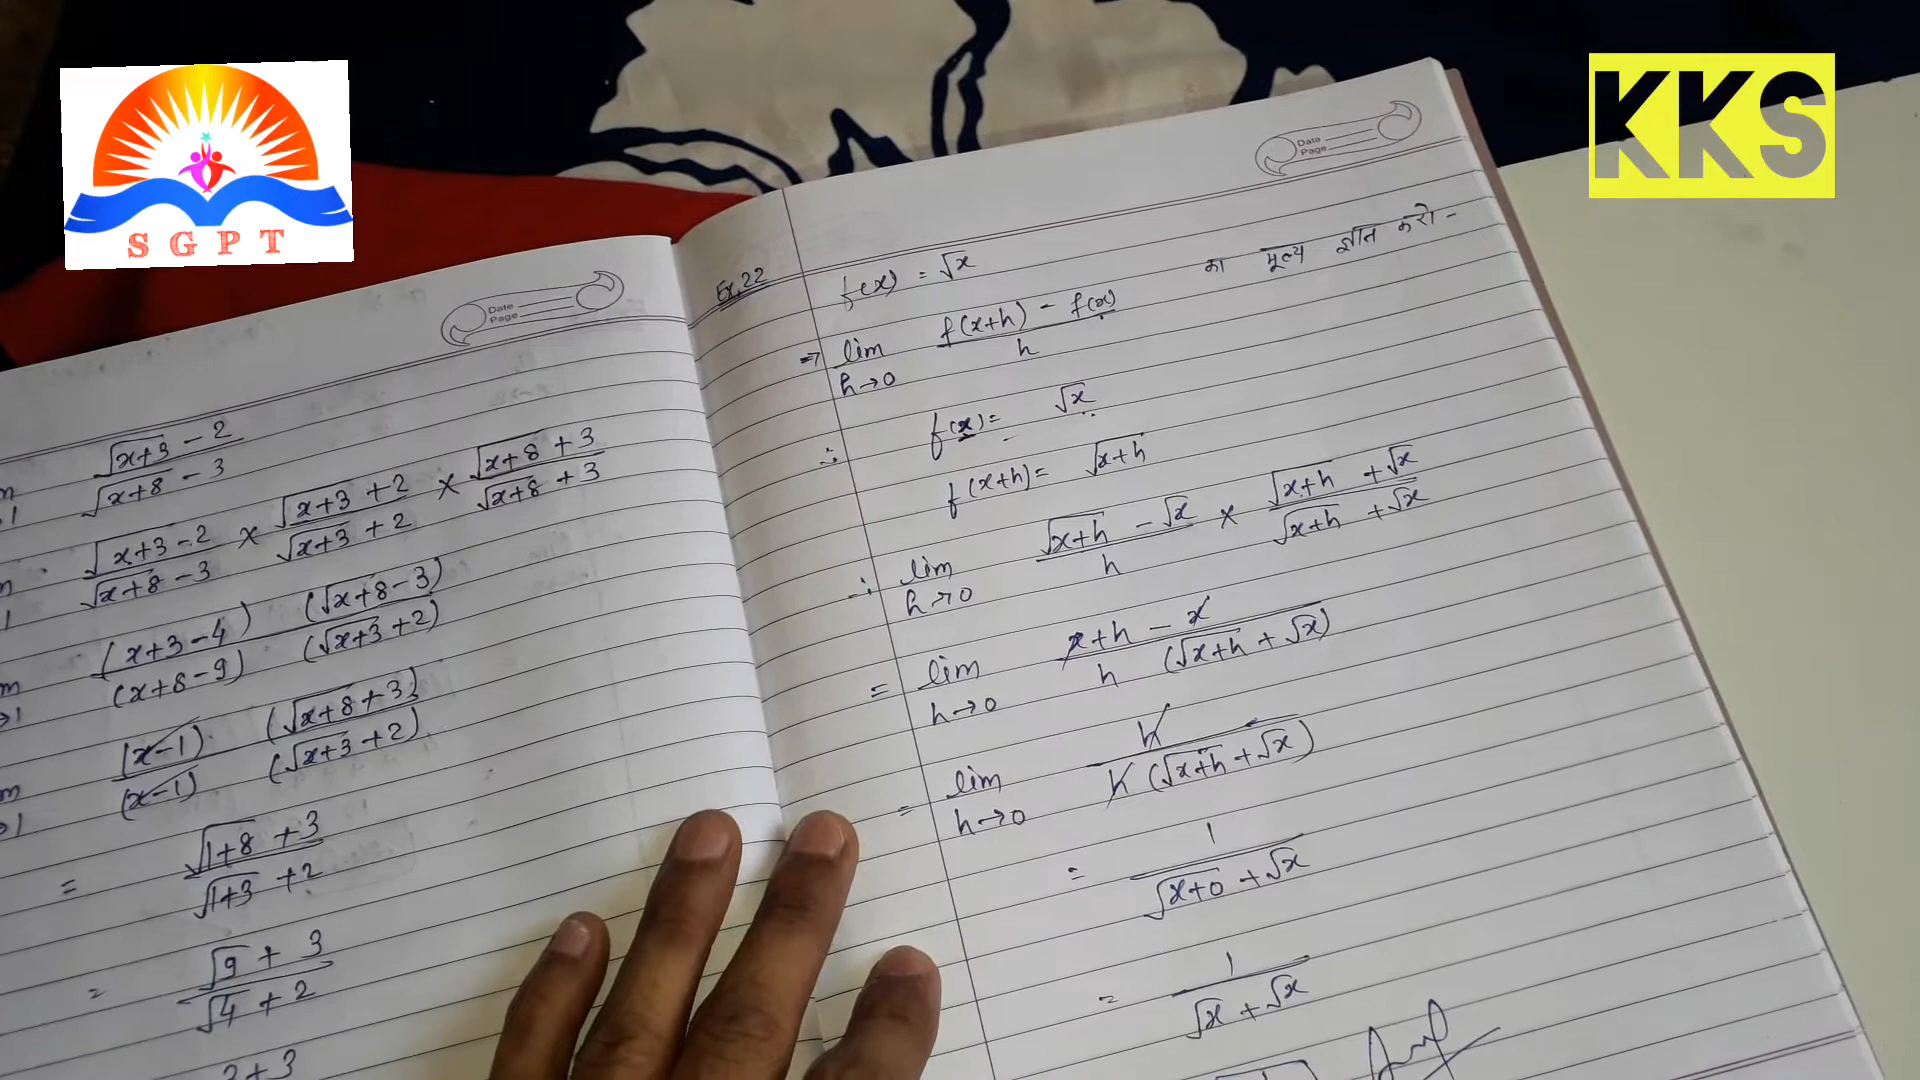 SGPT
KKS
Date
Page
√x+3 - 2
√x+8 - 3
√x+3 - 2 × √x+3 + 2 × √x+8 + 3
√x+8 - 3 √x+3 + 2 √x+8 + 3
(x+3-4) (√x+8-3)
(x+8-9) (√x+3+2)
(x-1) (√x+8+3)
(x-1) (√x+3+2)
= √1+8 + 3
√1+3 + 2
= √9 + 3
√4 + 2
2+3
Date
Page
Ex.22 f(x) = √x
⇒ lim f(x+h) - f(x) का मूल्य ज्ञात करो -
h→0 h
∴ f(x) = √x
f(x+h) = √x+h
∴ lim √x+h - √x × √x+h + √x
h→0 h √x+h + √x
= lim x+h - x
h→0 h (√x+h + √x)
= lim h
h→0 h (√x+h + √x)
= 1
√x+0 + √x
= 1
√x + √x